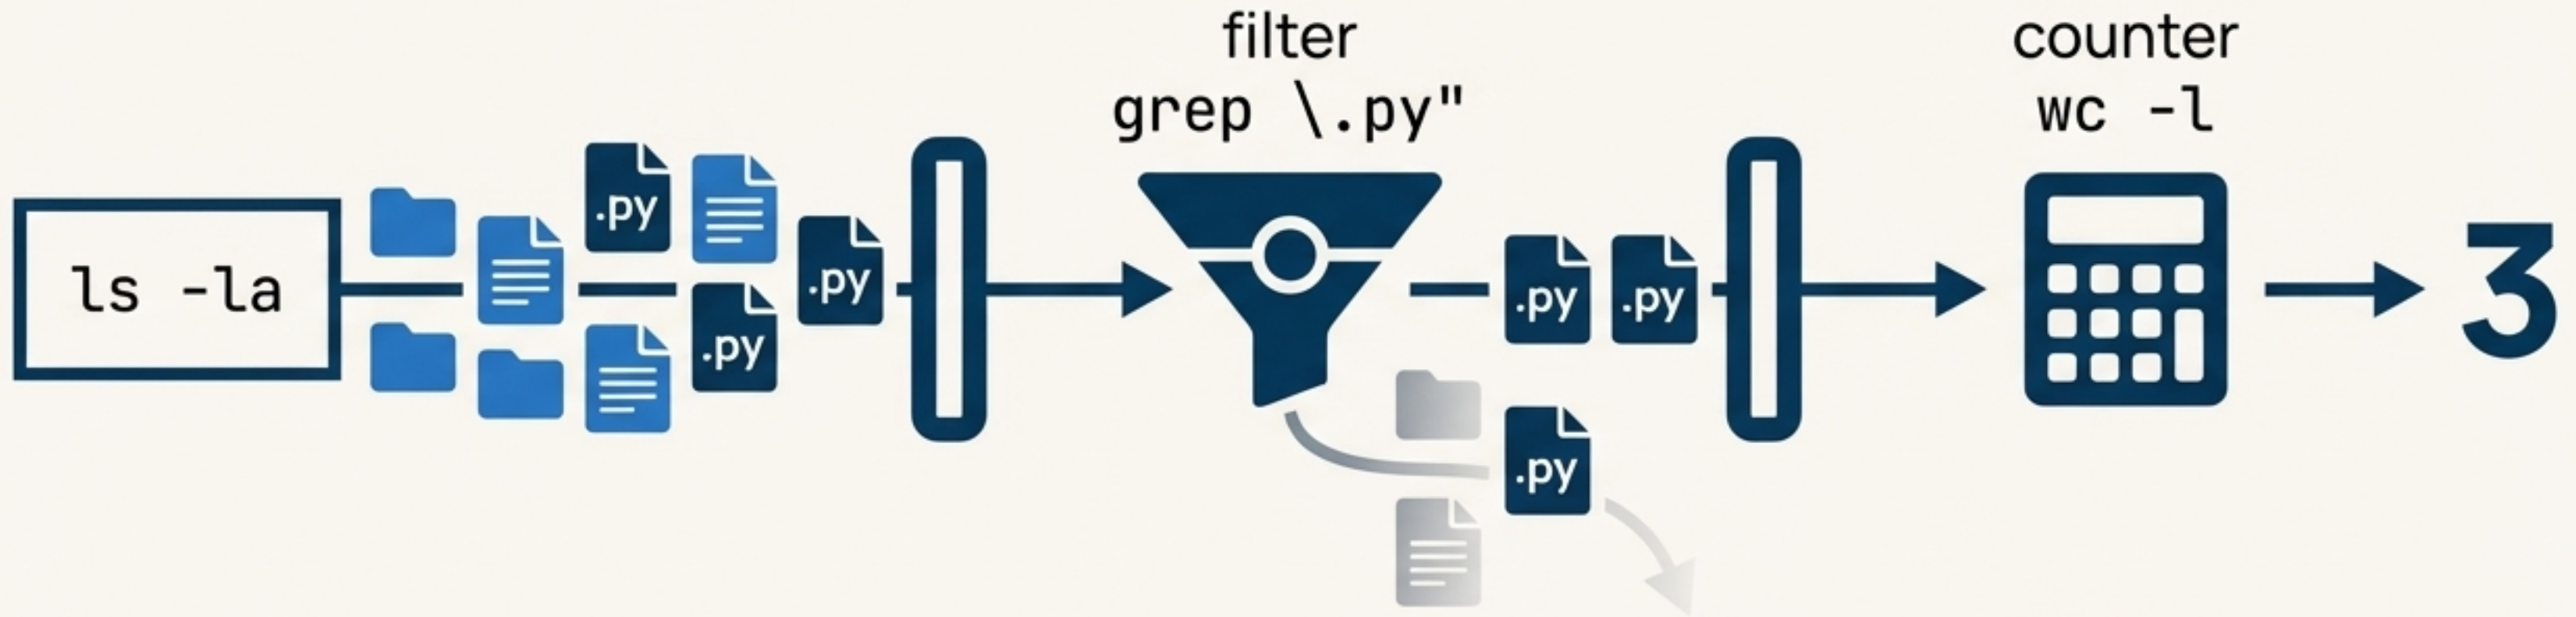 ls -la
.py
.py
.py
filter
grep \.py"
.py
.py
.py
counter
wc -l
3